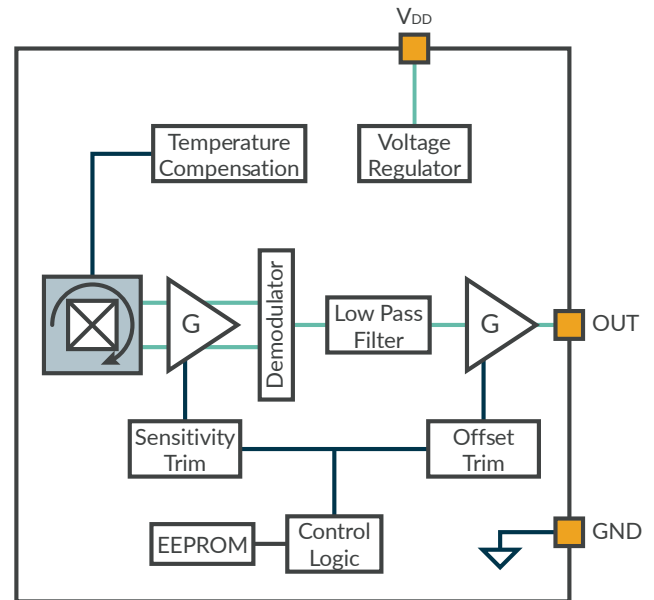 VDD
Temperature
Compensation
Voltage
Regulator
G
Demodulator
Low Pass
Filter
G
OUT
Sensitivity
Trim
Offset
Trim
EEPROM
Control
Logic
GND